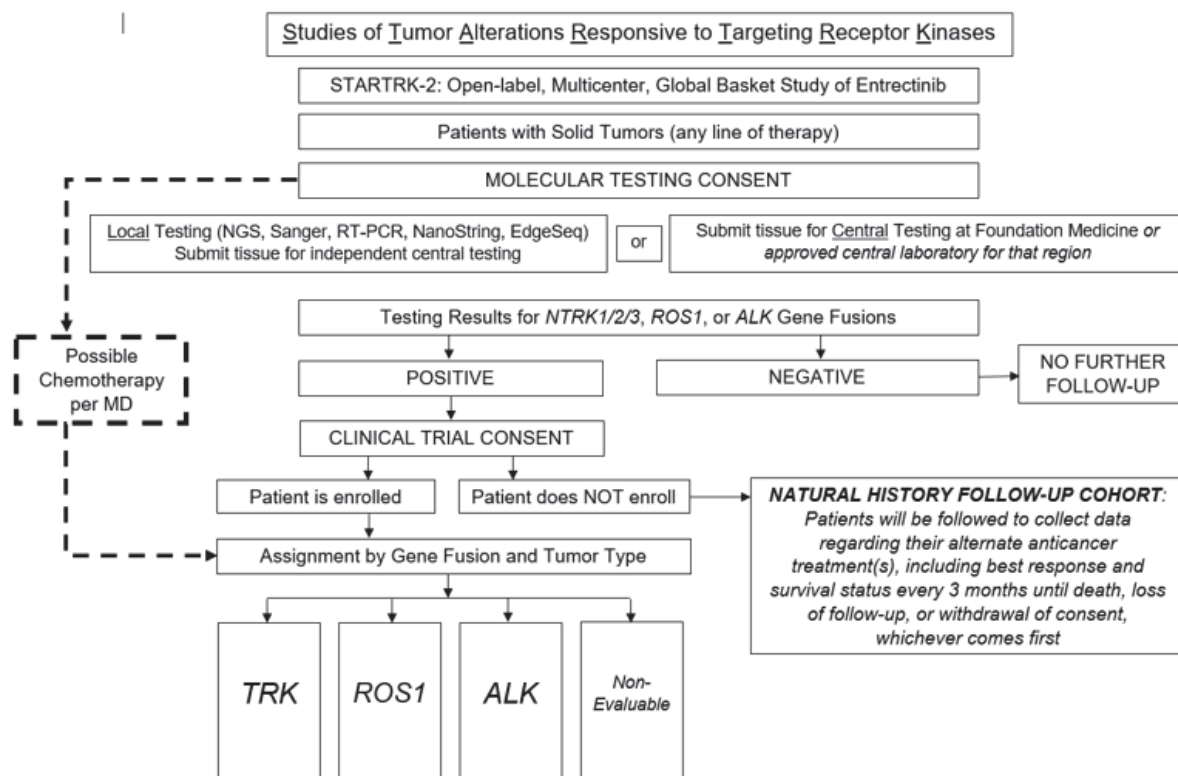 Studies of Tumor Alterations Responsive to Targeting Receptor Kinases
STARTRK-2: Open-label, Multicenter, Global Basket Study of Entrectinib
Patients with Solid Tumors (any line of therapy)
MOLECULAR TESTING CONSENT
Local Testing (NGS, Sanger, RT-PCR, NanoString, EdgeSeq)
Submit tissue for independent central testing
or
Submit tissue for Central Testing at Foundation Medicine or
approved central laboratory for that region
Testing Results for NTRK1/2/3, ROS1, or ALK Gene Fusions
Possible
Chemotherapy
per MD
POSITIVE
NEGATIVE
NO FURTHER
FOLLOW-UP
CLINICAL TRIAL CONSENT
Patient is enrolled
Patient does NOT enroll
NATURAL HISTORY FOLLOW-UP COHORT:
Patients will be followed to collect data
regarding their alternate anticancer
treatment(s), including best response and
survival status every 3 months until death, loss
of follow-up, or withdrawal of consent,
whichever comes first
Assignment by Gene Fusion and Tumor Type
TRK
ROS1
ALK
Non-
Evaluable